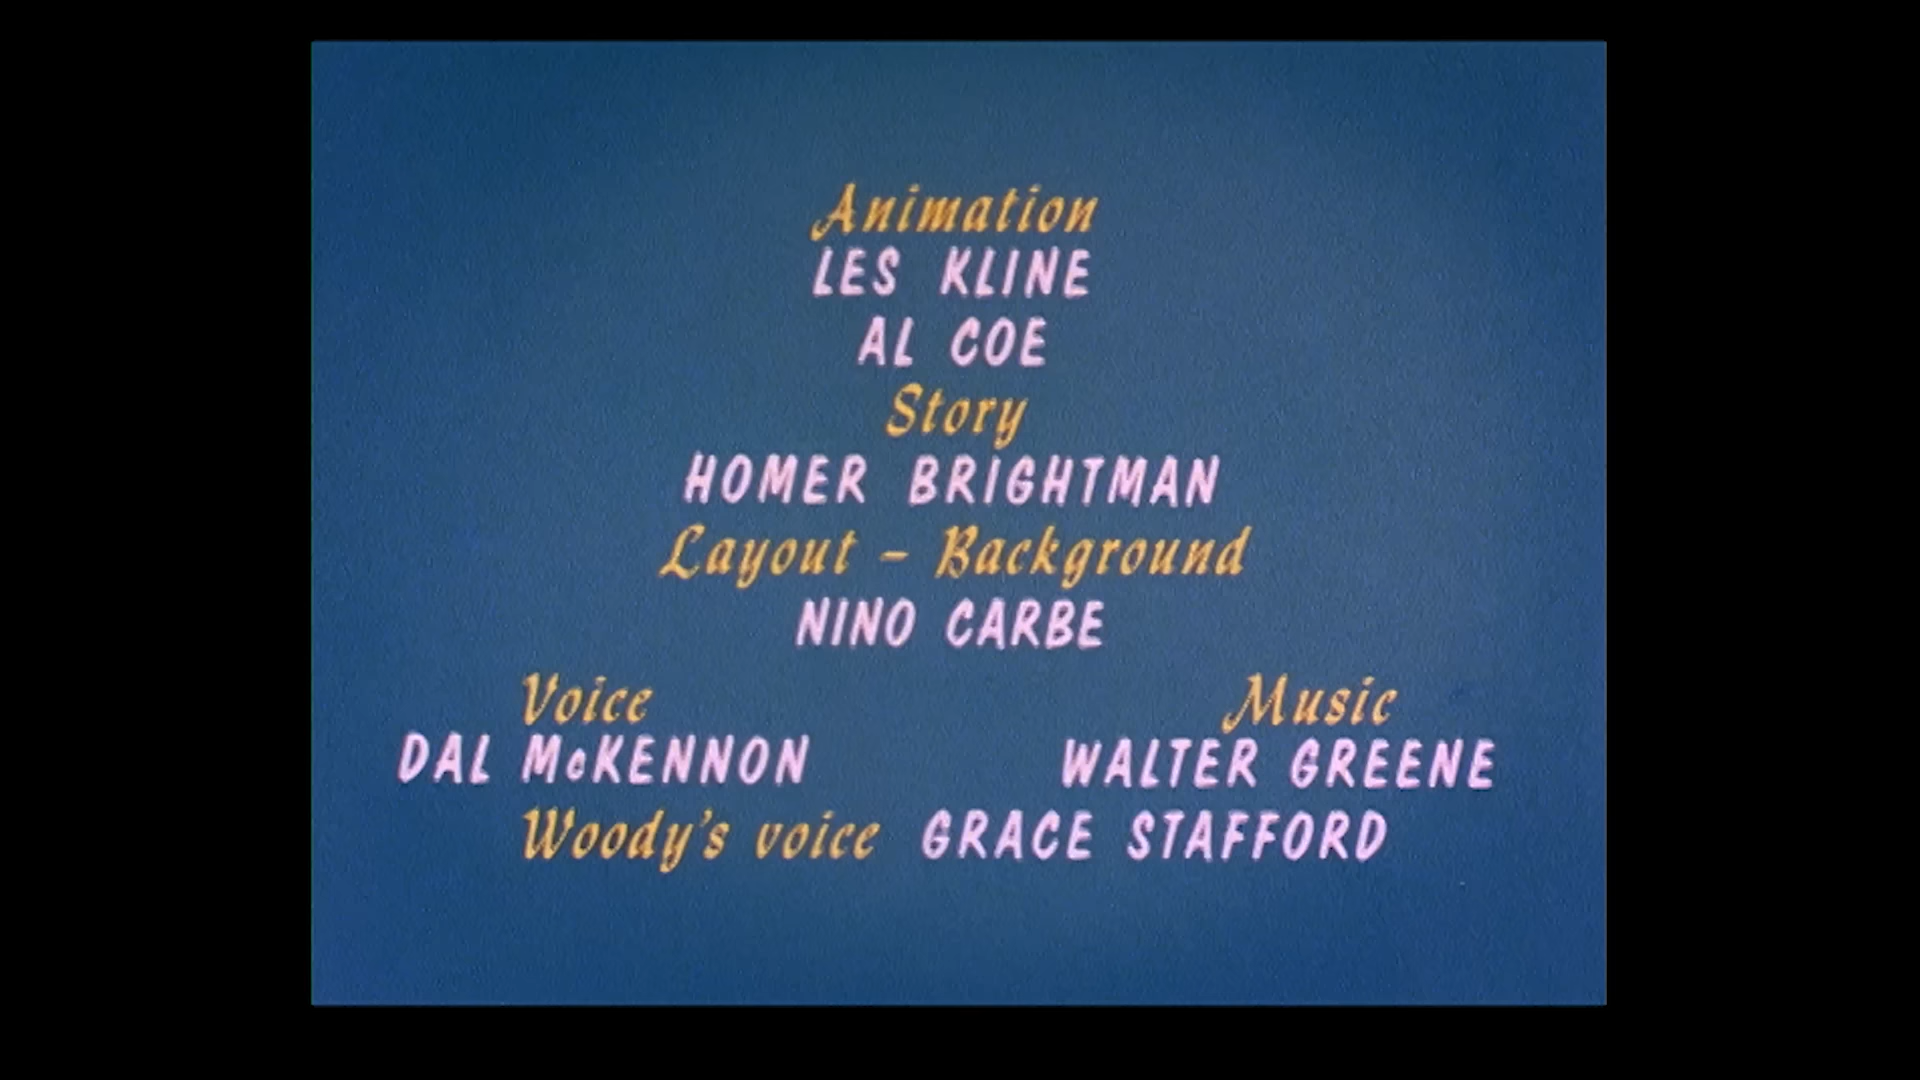 Animation
LES KLINE
AL COE
Story
HOMER BRIGHTMAN
Layout – Background
NINO CARBE
Voice
DAL McKENNON
Music
WALTER GREENE
Woody's voice GRACE STAFFORD